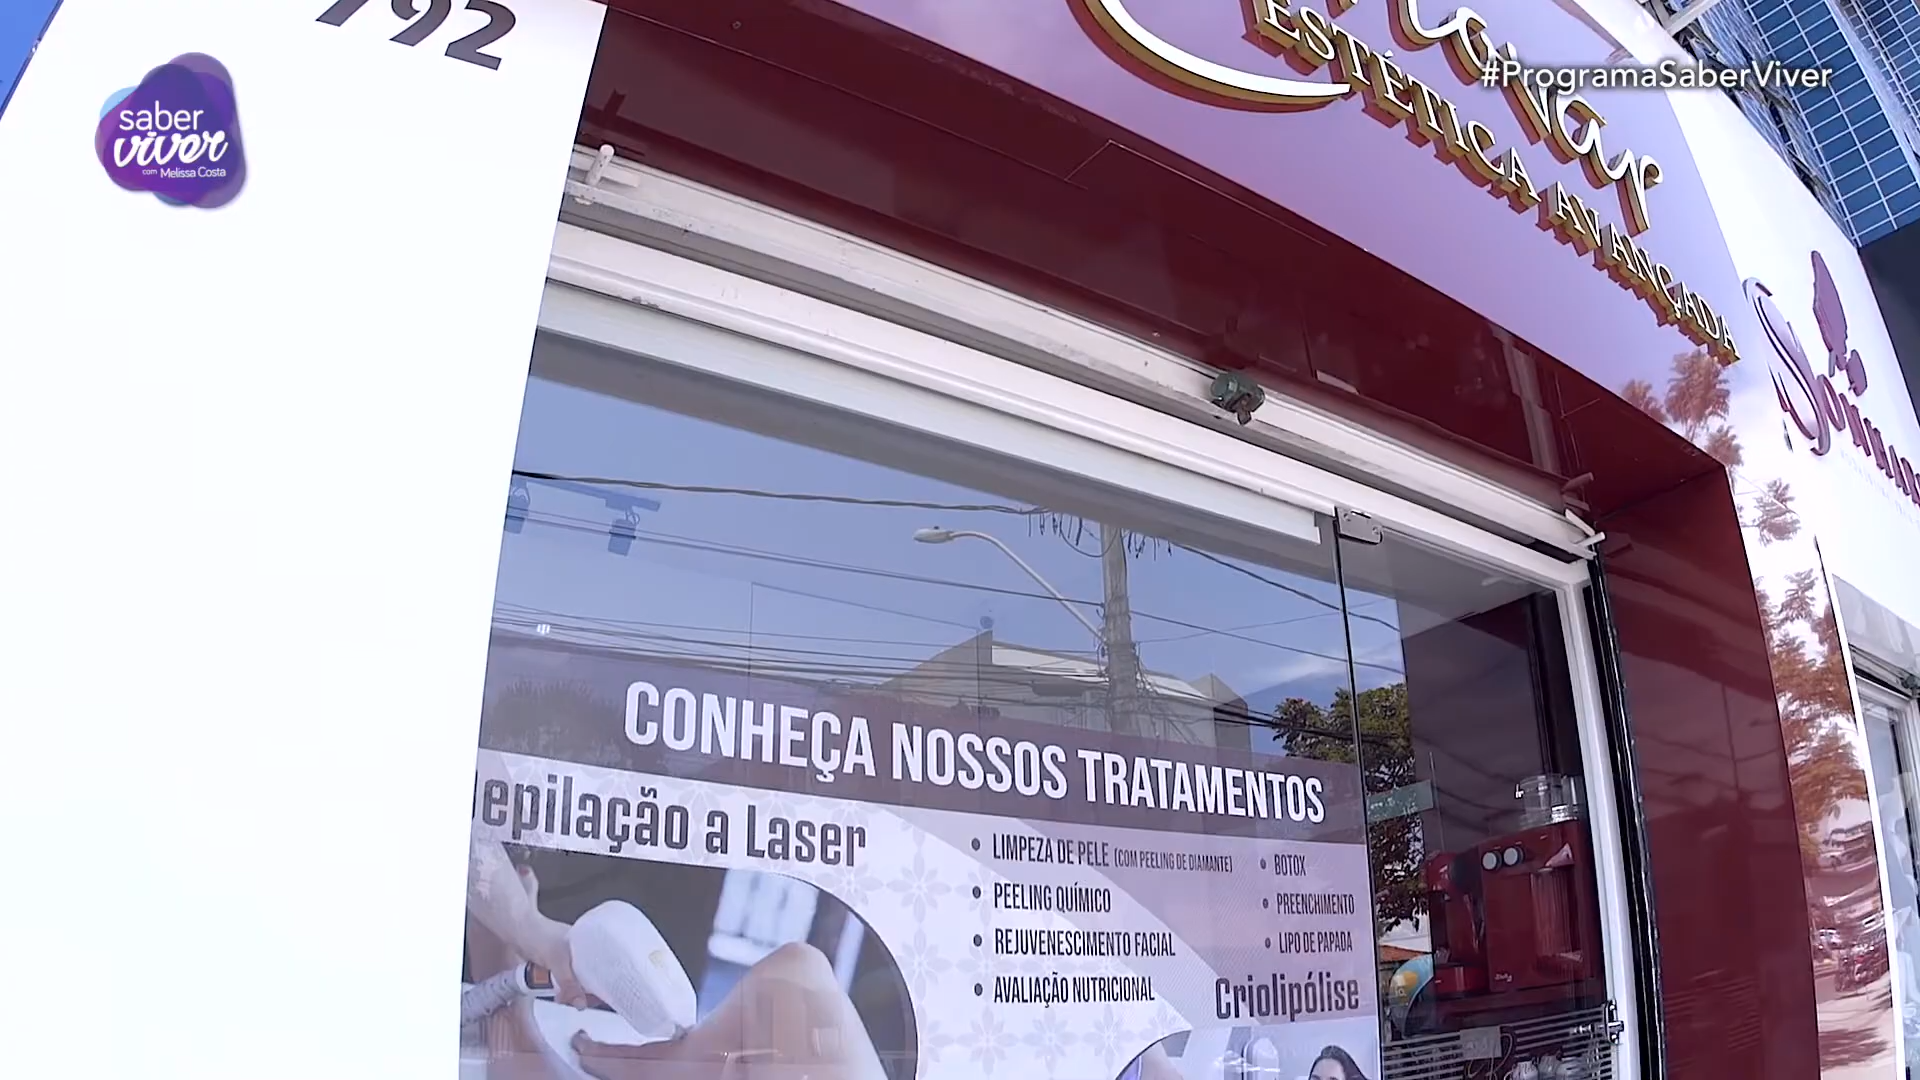 792
saber
viver
com Melissa Costa
#ProgramaSaberViver
ESTÉTICA AVANÇADA
CONHEÇA NOSSOS TRATAMENTOS
epilação a Laser
• LIMPEZA DE PELE (COM PEELING DE DIAMANTE)
• PEELING QUÍMICO
• REJUVENESCIMENTO FACIAL
• AVALIAÇÃO NUTRICIONAL
• BOTOX
• PREENCHIMENTO
• LIPO DE PAPADA
Criolipólise